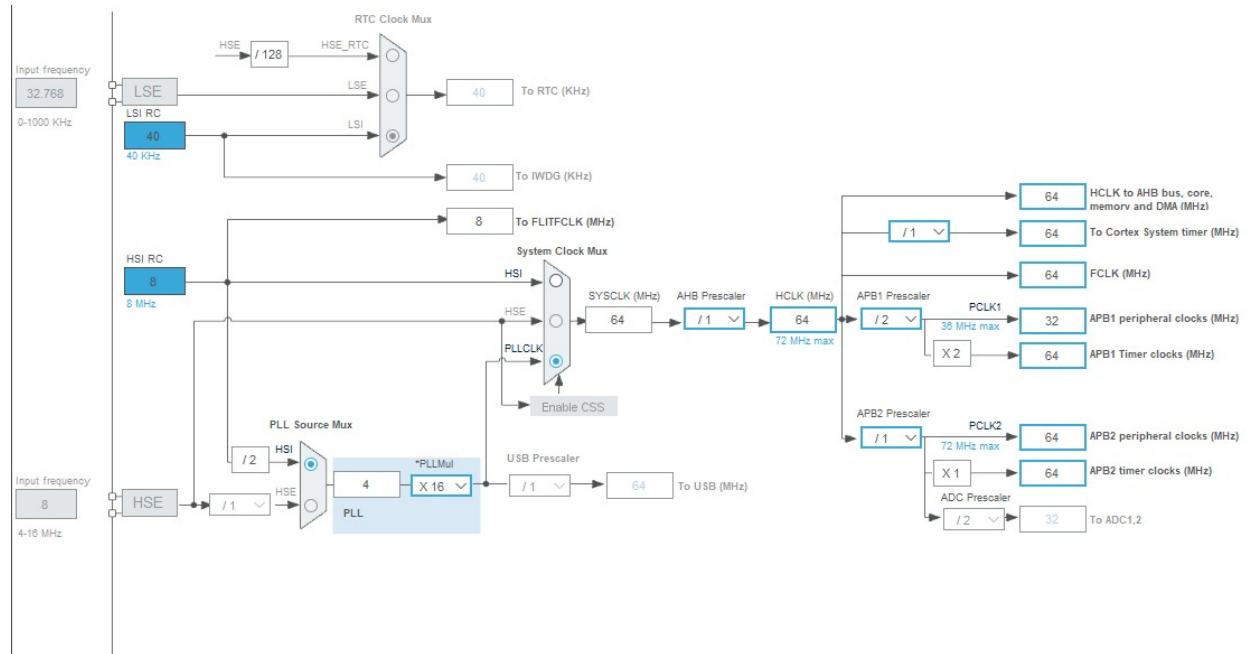 RTC Clock Mux
HSE
/ 128
HSE_RTC
Input frequency
32.768
0-1000 KHz
LSE
LSE
40
To RTC (KHz)
LSI RC
40
40 KHz
LSI
40
To IWDG (KHz)
8
To FLITFCLK (MHz)
HSI RC
8
8 MHz
System Clock Mux
HSI
HSE
PLLCLK
Enable CSS
SYSCLK (MHz)
64
AHB Prescaler
/ 1
HCLK (MHz)
64
72 MHz max
64
HCLK to AHB bus, core,
memory and DMA (MHz)
/ 1
64
To Cortex System timer (MHz)
64
FCLK (MHz)
APB1 Prescaler
/ 2
PCLK1
36 MHz max
32
APB1 peripheral clocks (MHz)
X 2
64
APB1 Timer clocks (MHz)
APB2 Prescaler
/ 1
PCLK2
72 MHz max
64
APB2 peripheral clocks (MHz)
X 1
64
APB2 timer clocks (MHz)
ADC Prescaler
/ 2
32
To ADC1,2
PLL Source Mux
/ 2
HSI
Input frequency
8
4-16 MHz
HSE
/ 1
HSE
4
*PLLMul
X 16
PLL
USB Prescaler
/ 1
64
To USB (MHz)